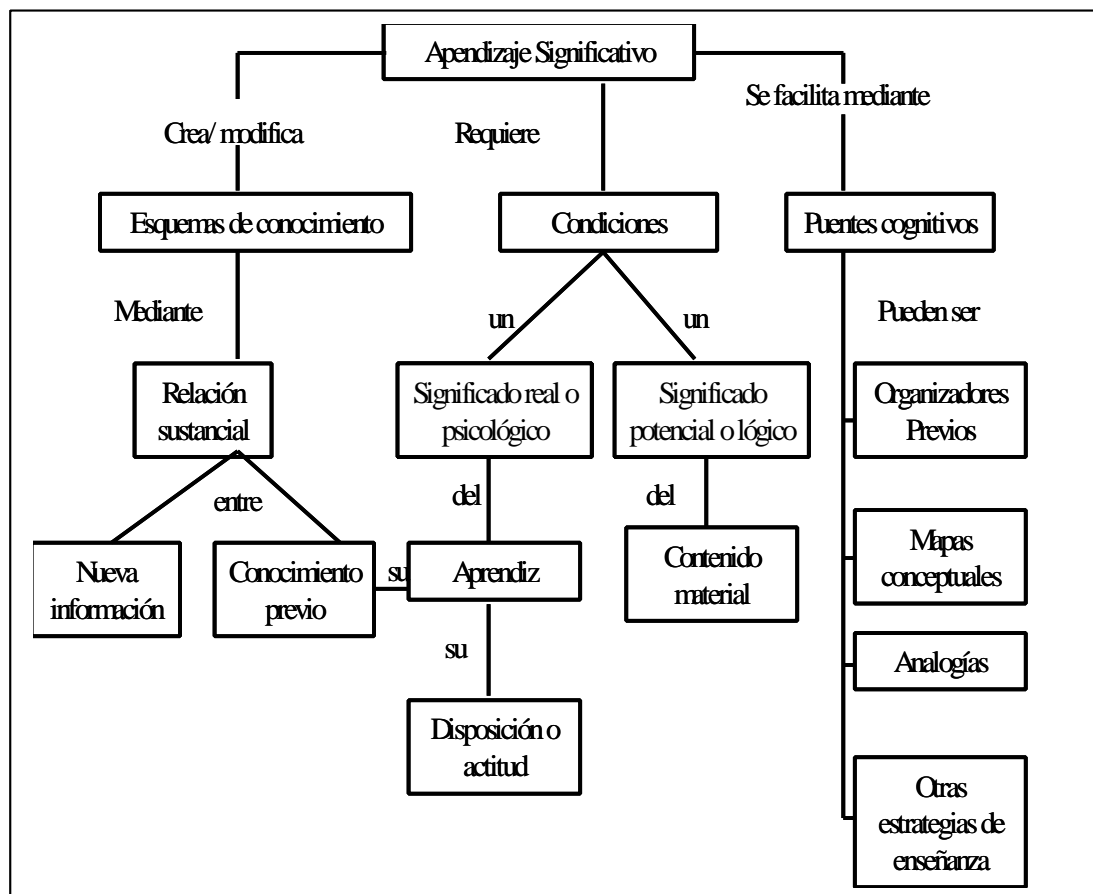 Apendizaje Significativo
Se facilita mediante
Crea/ modifica
Requiere
Esquemas de conocimiento
Condiciones
Puentes cognitivos
Mediante
un
un
Pueden ser
Relación
sustancial
Significado real o
psicológico
Significado
potencial o lógico
Organizadores
Previos
entre
del
del
Nueva
información
Conocimiento
previo
su
Aprendiz
Contenido
material
Mapas
conceptuales
su
Analogías
Disposición o
actitud
Otras
estrategias de
enseñanza